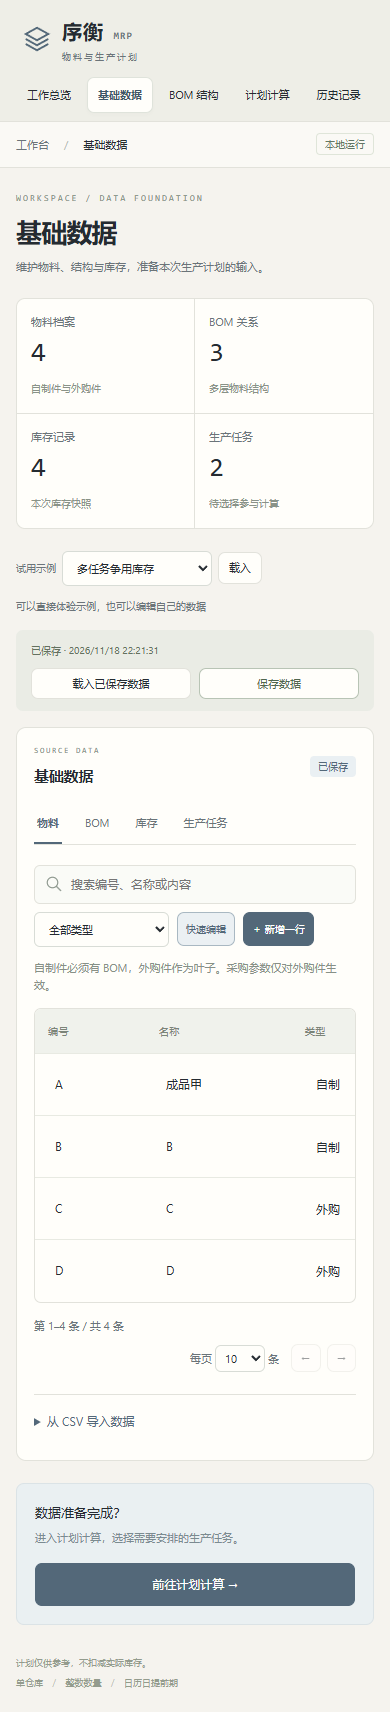 序衡 MRP
物料与生产计划
工作总览 基础数据 BOM 结构 计划计算 历史记录
工作台 / 基础数据 本地运行
WORKSPACE / DATA FOUNDATION
基础数据
维护物料、结构与库存，准备本次生产计划的输入。
物料档案 BOM 关系
4 3
自制件与外购件 多层物料结构
库存记录 生产任务
4 2
本次库存快照 待选择参与计算
试用示例 多任务争用库存 载入
可以直接体验示例，也可以编辑自己的数据
已保存 · 2026/11/18 22:21:31
载入已保存数据 保存数据
SOURCE DATA
基础数据 已保存
物料 BOM 库存 生产任务
搜索编号、名称或内容
全部类型 快速编辑 + 新增一行
自制件必须有 BOM，外购件作为叶子。采购参数仅对外购件生
效。
编号 名称 类型
A 成品甲 自制
B B 自制
C C 外购
D D 外购
第 1–4 条 / 共 4 条
每页 10 条 ← →
▶ 从 CSV 导入数据
数据准备完成？
进入计划计算，选择需要安排的生产任务。
前往计划计算 →
计划仅供参考，不扣减实际库存。
单仓库 / 整数数量 / 日历日提前期